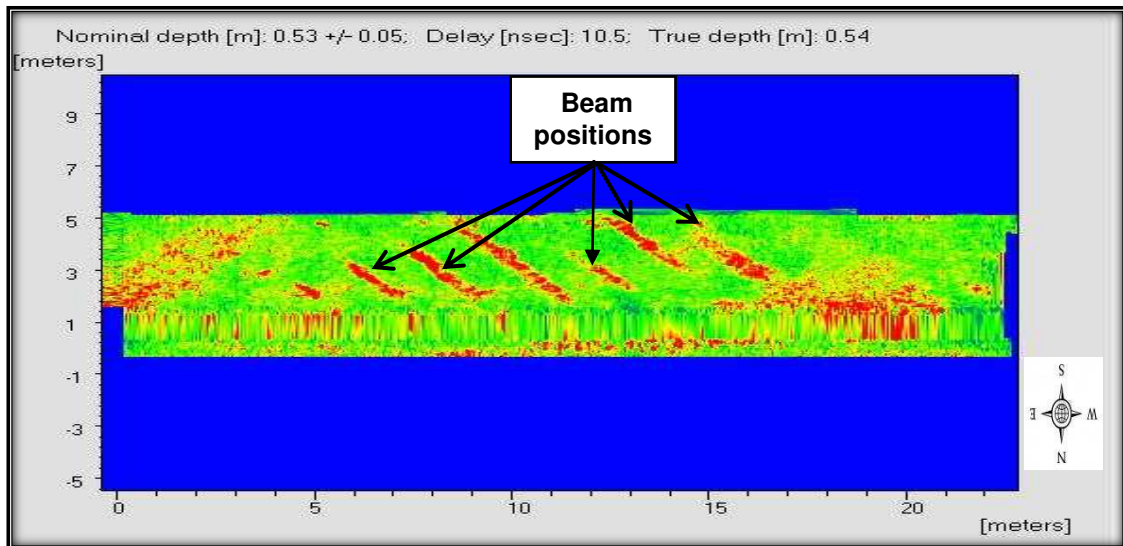 Nominal depth [m]: 0.53 +/- 0.05; Delay [nsec]: 10.5; True depth [m]: 0.54
[meters]
Beam
positions
9
7
5
3
1
-1
-3
-5
0
5
10
15
20
[meters]
S
E
W
N